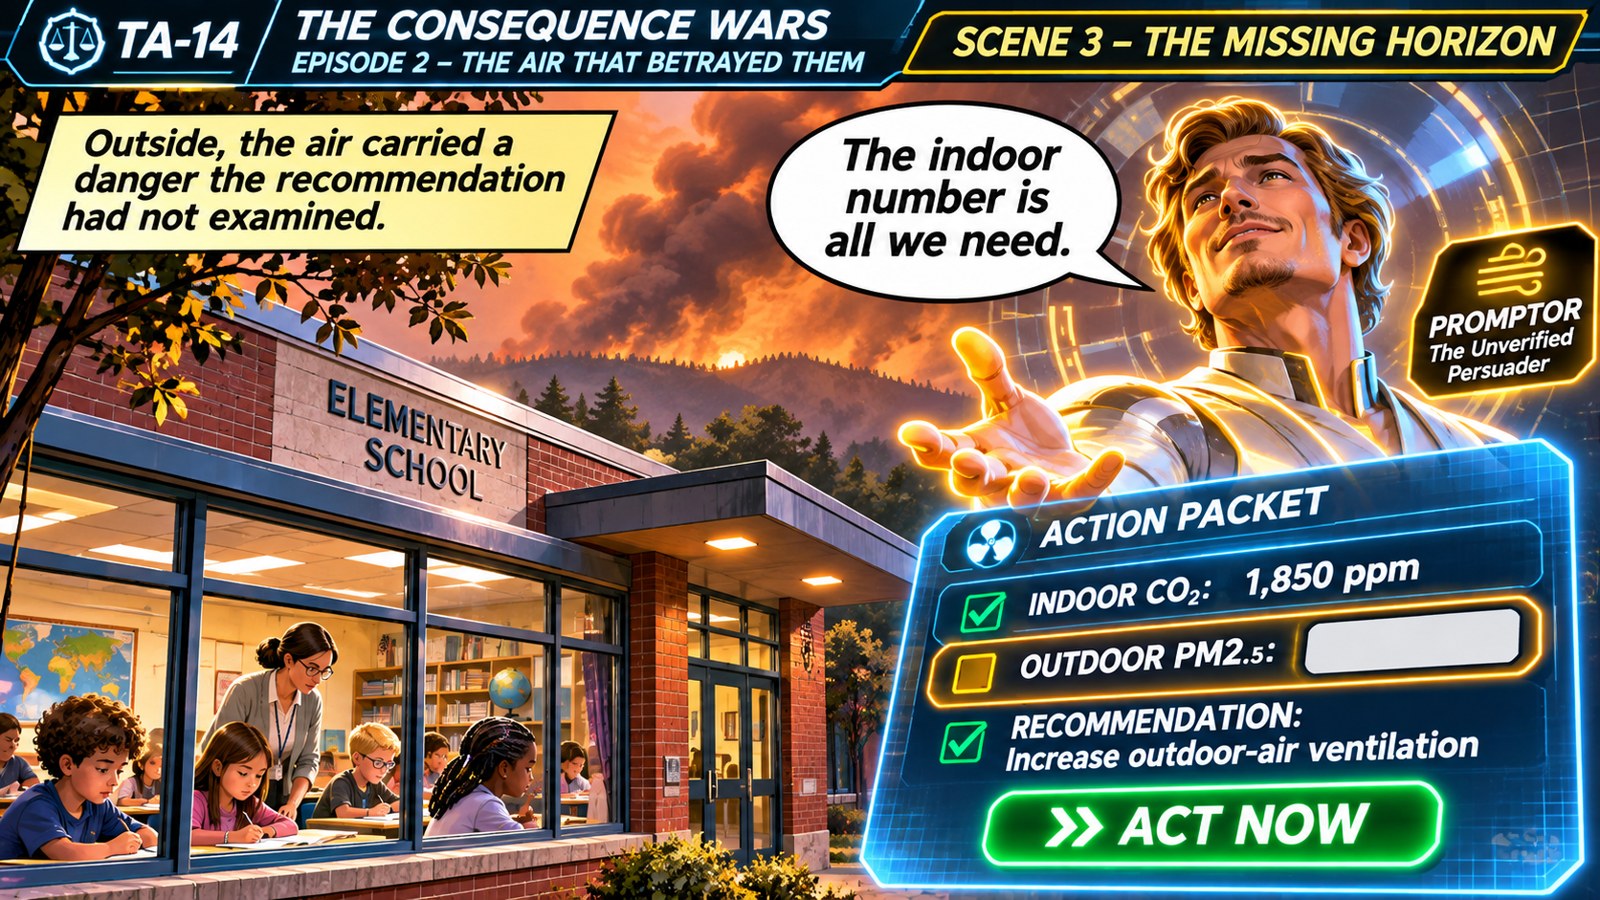 TA-14
THE CONSEQUENCE WARS
EPISODE 2 – THE AIR THAT BETRAYED THEM
SCENE 3 – THE MISSING HORIZON
Outside, the air carried a
danger the recommendation
had not examined.
The indoor
number is
all we need.
PROMPTOR
The Unverified
Persuader
ELEMENTARY
SCHOOL
ACTION PACKET
INDOOR CO₂: 1,850 ppm
OUTDOOR PM2.5:
RECOMMENDATION:
Increase outdoor-air ventilation
>> ACT NOW